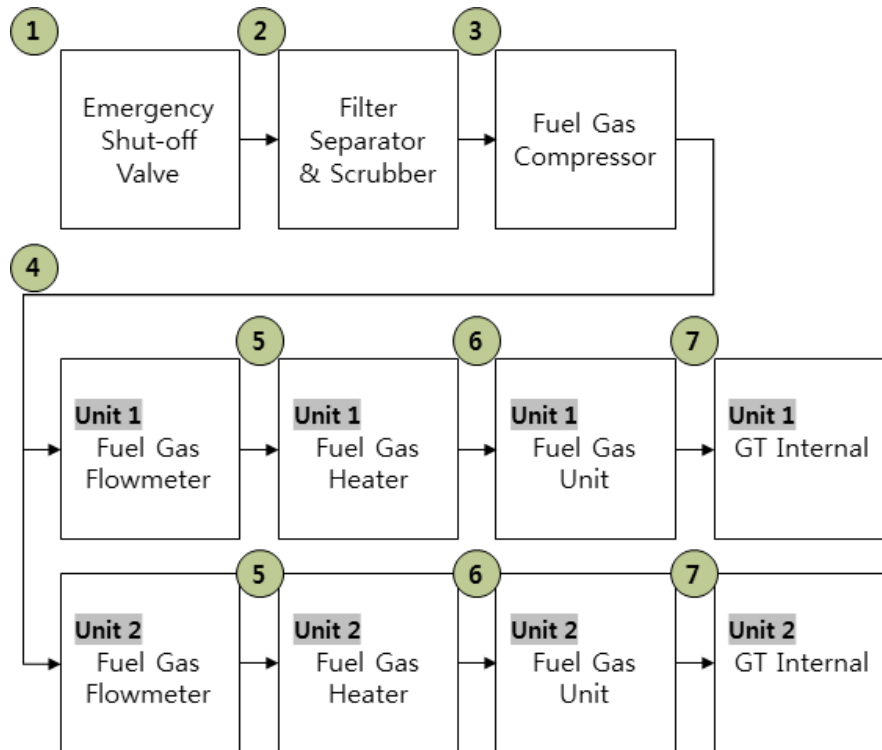 1
2
3
Emergency
Shut-off
Valve
Filter
Separator
& Scrubber
Fuel Gas
Compressor
4
5
6
7
Unit 1
Fuel Gas
Flowmeter
Unit 1
Fuel Gas
Heater
Unit 1
Fuel Gas
Unit
Unit 1
GT Internal
5
6
7
Unit 2
Fuel Gas
Flowmeter
Unit 2
Fuel Gas
Heater
Unit 2
Fuel Gas
Unit
Unit 2
GT Internal